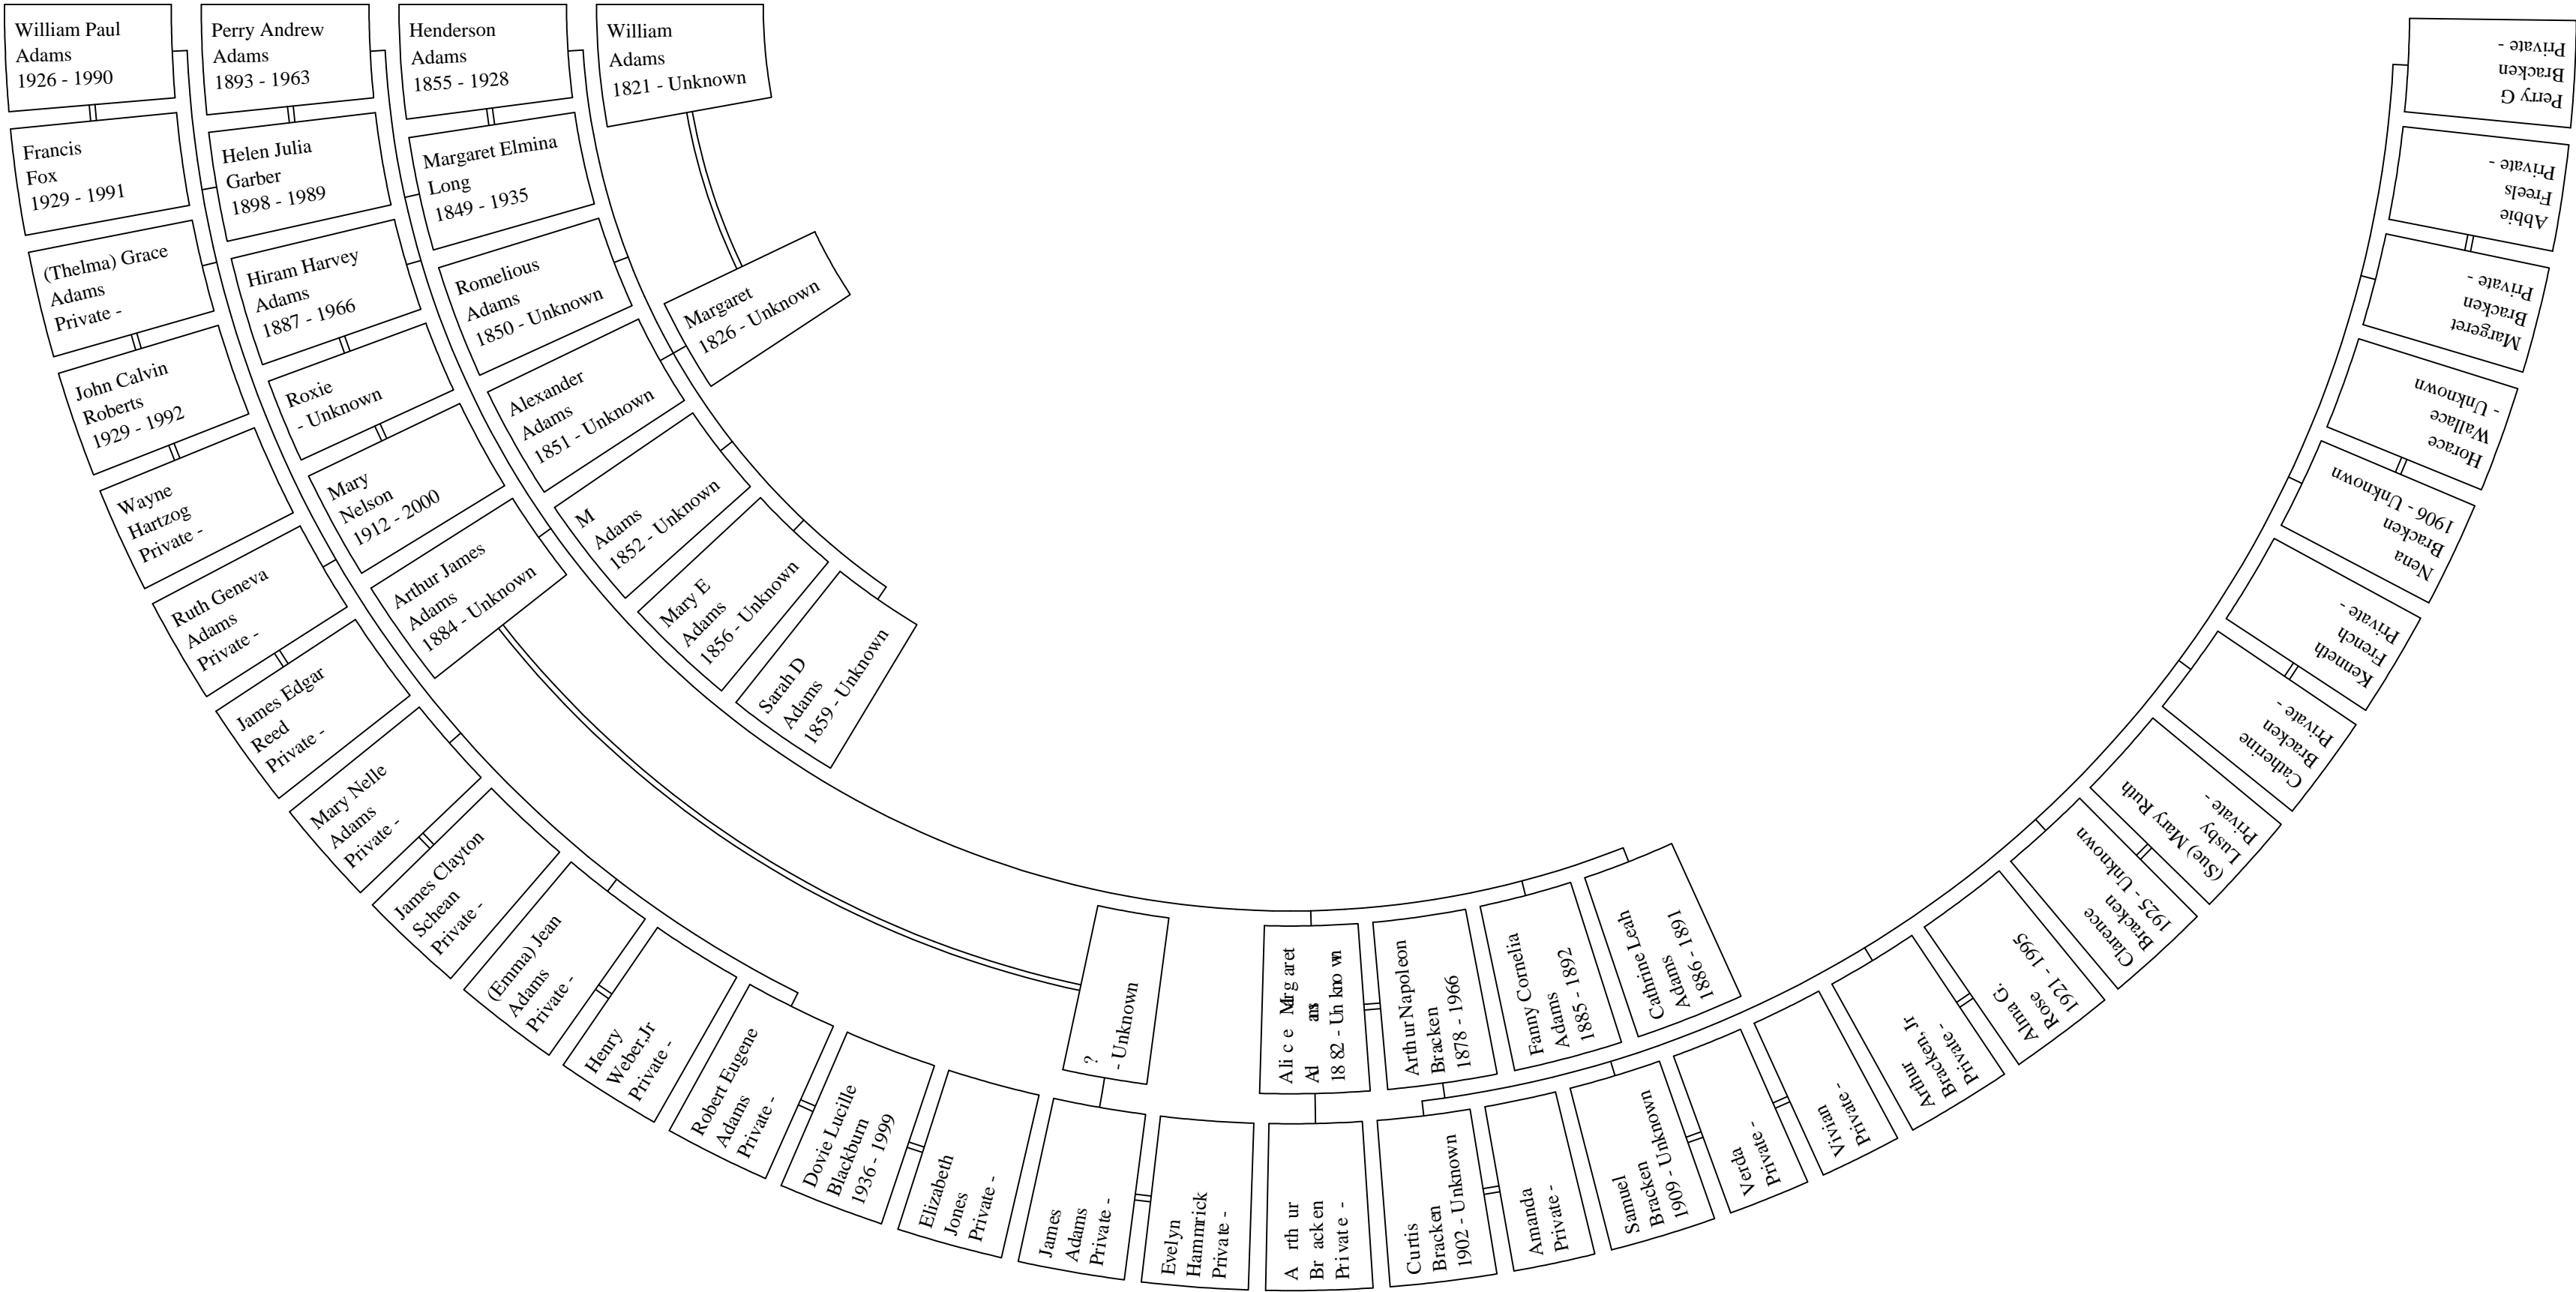 William Paul
Adams
1926 - 1990
Perry Andrew
Adams
1893 - 1963
Henderson
Adams
1855 - 1928
William
Adams
1821 - Unknown
Francis
Fox
1929 - 1991
Helen Julia
Garber
1898 - 1989
Margaret Elmina
Long
1849 - 1935
Margaret
1826 - Unknown
(Thelma) Grace
Adams
Private -
Hiram Harvey
Adams
1887 - 1966
Romelious
Adams
1850 - Unknown
John Calvin
Roberts
1929 - 1992
Roxie
- Unknown
Alexander
Adams
1851 - Unknown
Wayne
Hartzog
Private -
Mary
Nelson
1912 - 2000
M
Adams
1852 - Unknown
Ruth Geneva
Adams
Private -
Arthur James
Adams
1884 - Unknown
Mary E
Adams
1856 - Unknown
James Edgar
Reed
Private -
Sarah D
Adams
1859 - Unknown
Mary Nelle
Adams
Private -
James Clayton
Schean
Private -
(Emma) Jean
Adams
Private -
Henry
Weber,Jr
Private -
Robert Eugene
Adams
Private -
Dovie Lucille
Blackburn
1936 - 1999
Elizabeth
Jones
Private -
?
- Unknown
James
Adams
Private -
Evelyn
Hammrick
Private -
Alice Margaret
Adams
1882 - Unknown
Arthur Napoleon
Bracken
1878 - 1966
Fanny Cornelia
Adams
1885 - 1892
Cathrine Leah
Adams
1886 - 1891
Arthur
Bracken
Private -
Curtis
Bracken
1902 - Unknown
Amanda
Private -
Samuel
Bracken
1909 - Unknown
Verda
Private -
Vivian
Private -
Arthur
Bracken,Jr
Private -
Alma G.
Rose
1921 - 1995
Clarence
Bracken
1925 - Unknown
(Sue) Mary Ruth
Lusby
Private -
Catherine
Bracken
Private -
Kenneth
French
Private -
Nena
Bracken
1906 - Unknown
Horace
Wallace
- Unknown
Margeret
Bracken
Private -
Abbie
Freels
Private -
Perry G
Bracken
Private -